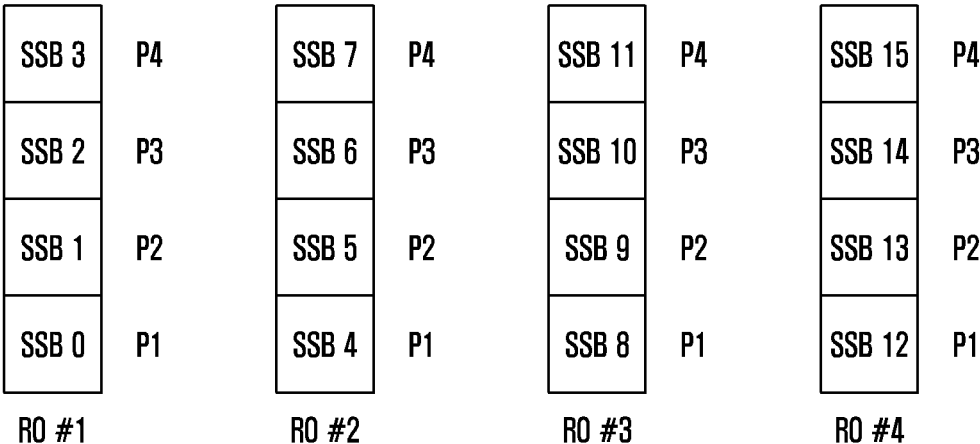 SSB 3 P4 SSB 7 P4 SSB 11 P4 SSB 15 P4
SSB 2 P3 SSB 6 P3 SSB 10 P3 SSB 14 P3
SSB 1 P2 SSB 5 P2 SSB 9 P2 SSB 13 P2
SSB 0 P1 SSB 4 P1 SSB 8 P1 SSB 12 P1
RO #1 RO #2 RO #3 RO #4